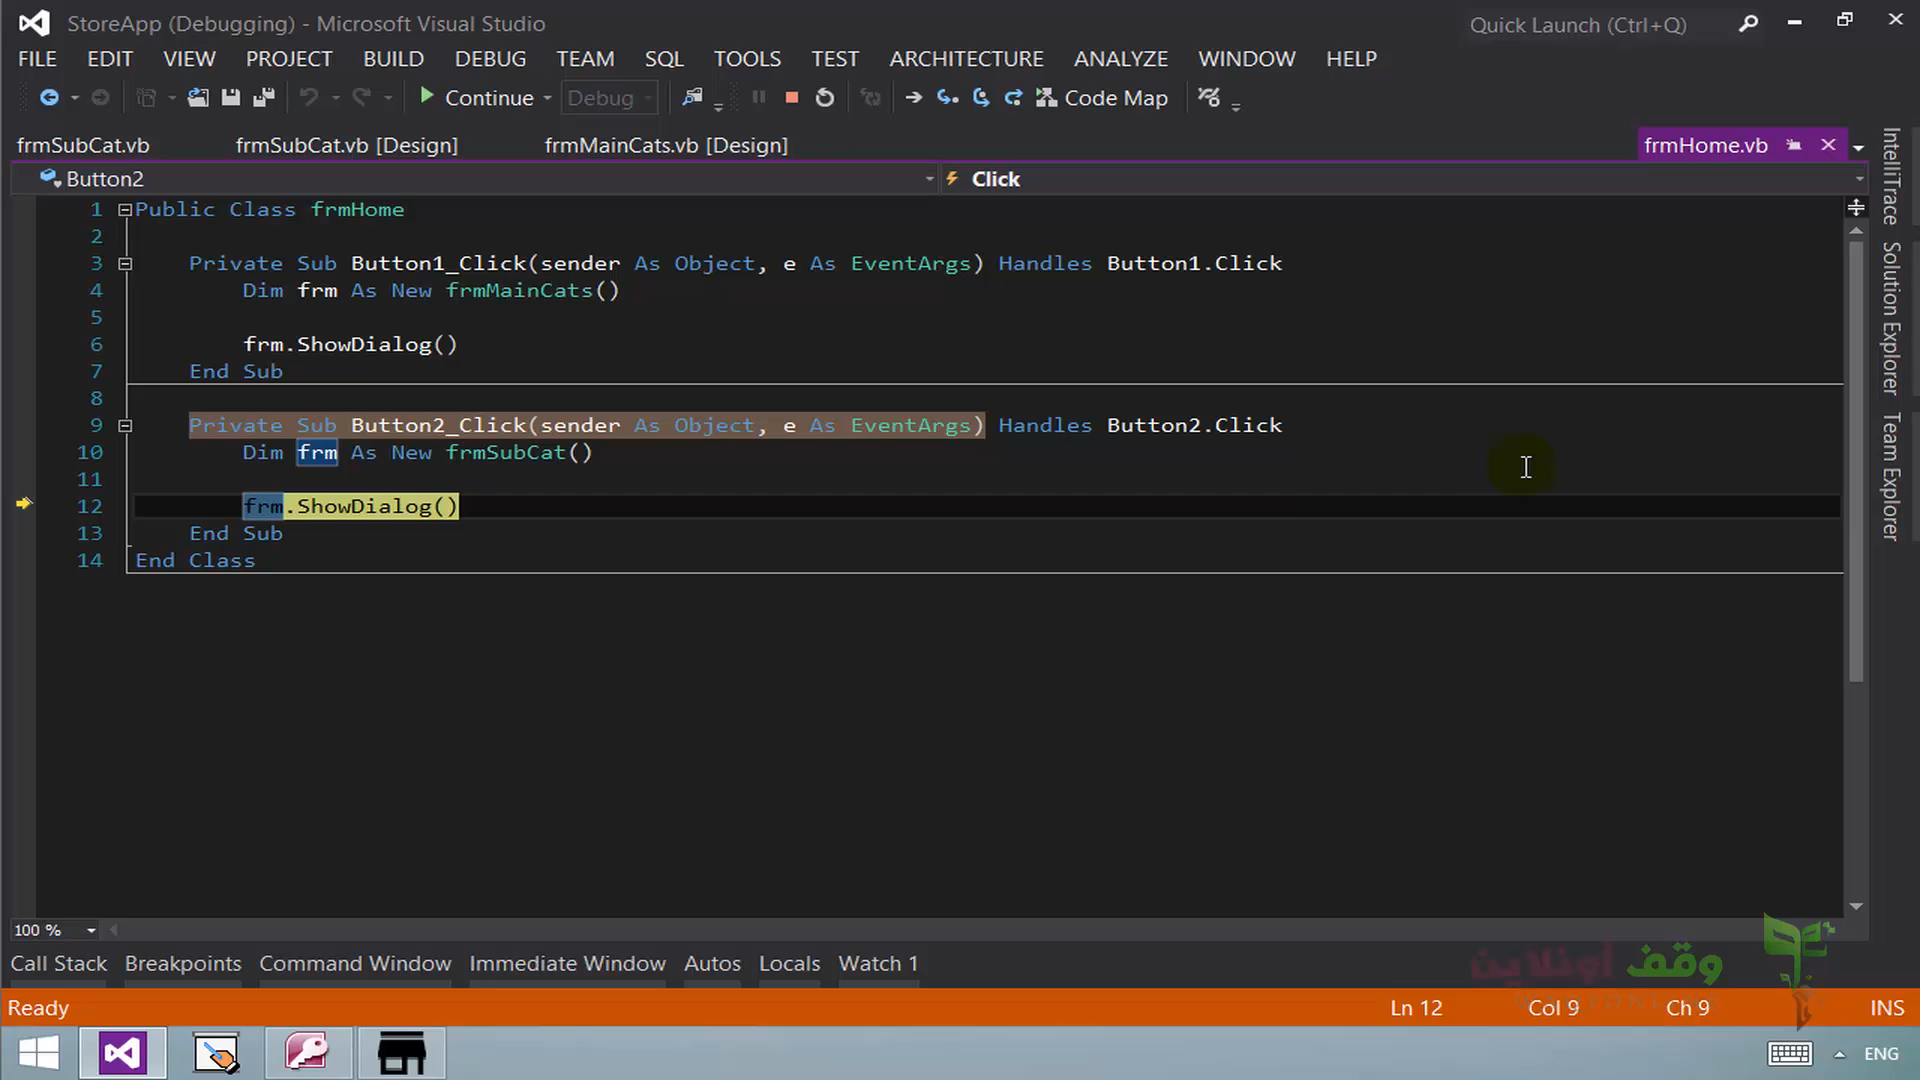 StoreApp (Debugging) - Microsoft Visual Studio
Quick Launch (Ctrl+Q)
FILE EDIT VIEW PROJECT BUILD DEBUG TEAM SQL TOOLS TEST ARCHITECTURE ANALYZE WINDOW HELP
Continue Debug Code Map
frmSubCat.vb frmSubCat.vb [Design] frmMainCats.vb [Design] frmHome.vb
Button2 Click
1 Public Class frmHome
2
3 Private Sub Button1_Click(sender As Object, e As EventArgs) Handles Button1.Click
4 Dim frm As New frmMainCats()
5
6 frm.ShowDialog()
7 End Sub
8
9 Private Sub Button2_Click(sender As Object, e As EventArgs) Handles Button2.Click
10 Dim frm As New frmSubCat()
11
12 frm.ShowDialog()
13 End Sub
14 End Class
IntelliTrace
Solution Explorer
Team Explorer
100 %
Call Stack Breakpoints Command Window Immediate Window Autos Locals Watch 1
وقف أونلاين
Ready Ln 12 Col 9 Ch 9 INS
ENG